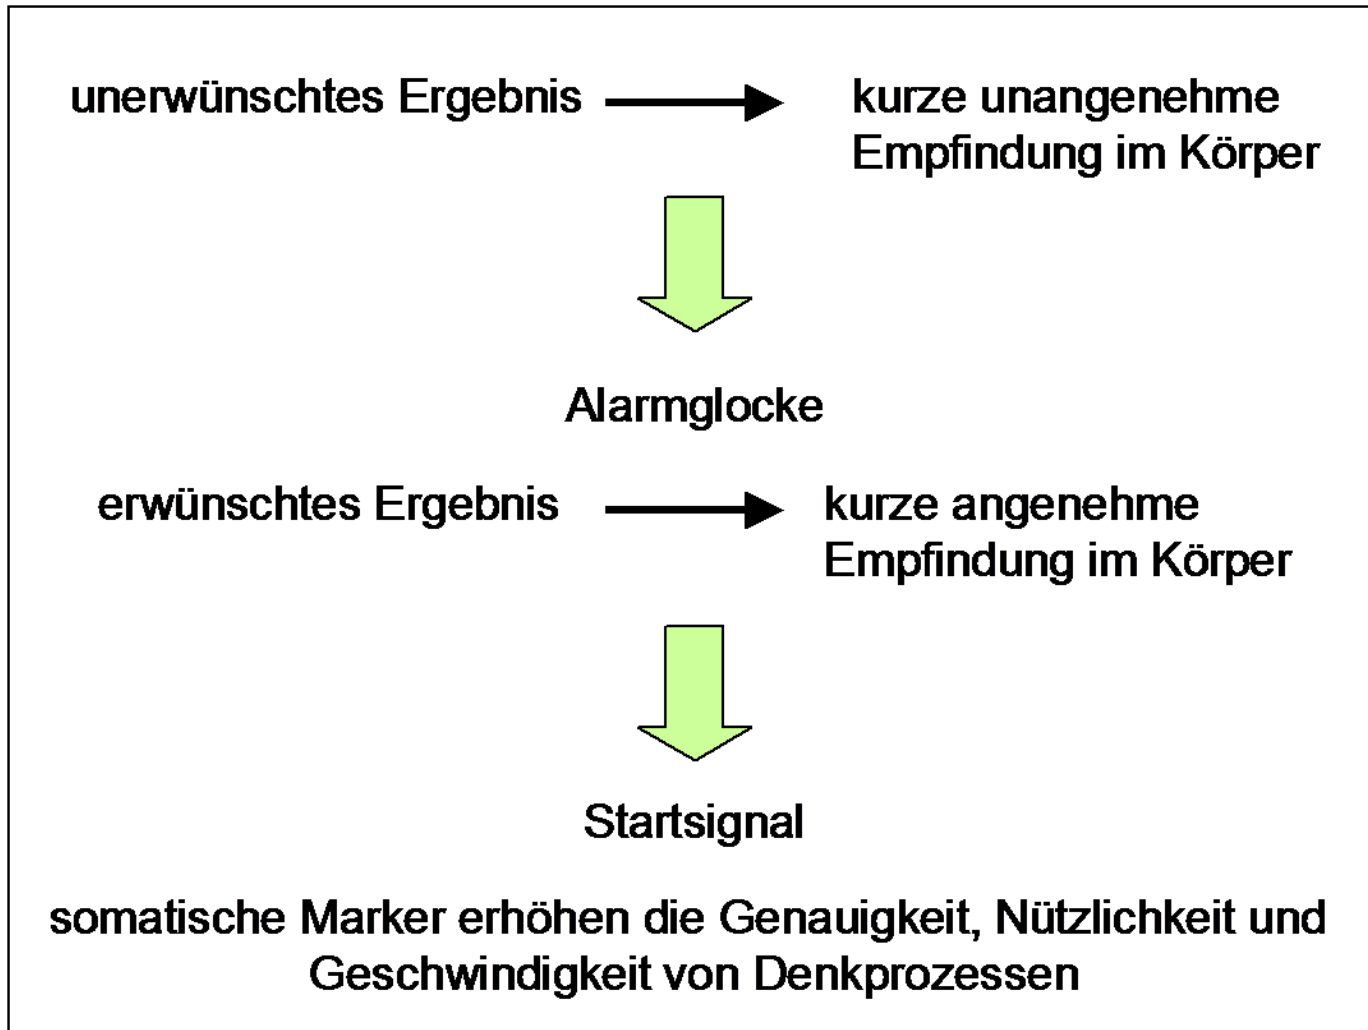 unerwünschtes Ergebnis
kurze unangenehme
Empfindung im Körper
Alarmglocke
erwünschtes Ergebnis
kurze angenehme
Empfindung im Körper
Startsignal
somatische Marker erhöhen die Genauigkeit, Nützlichkeit und
Geschwindigkeit von Denkprozessen